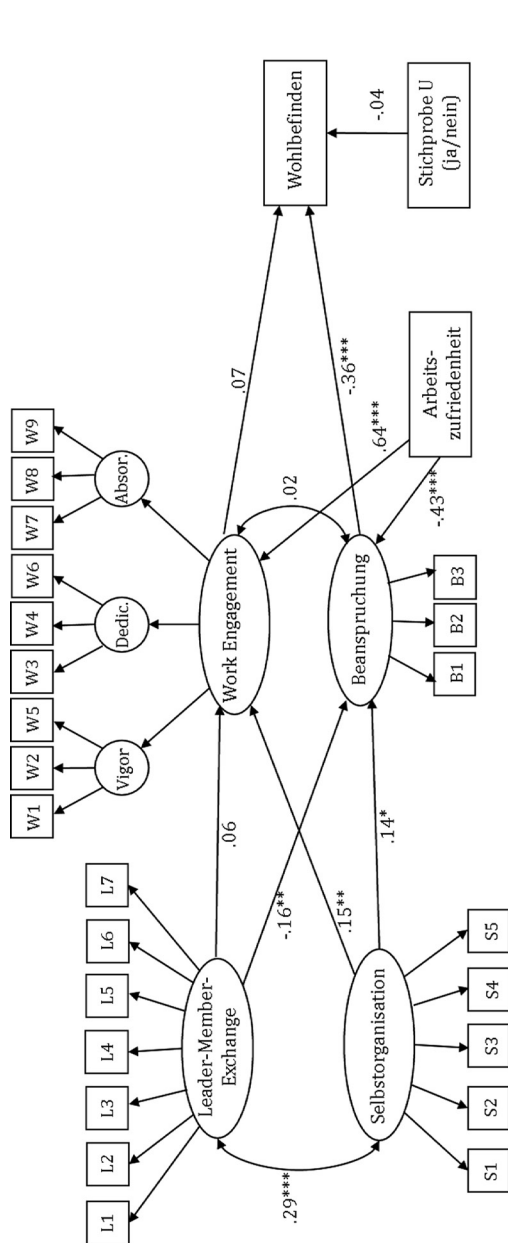 L1
L2
L3
L4
L5
L6
L7
W1
W2
W5
W3
W4
W6
W7
W8
W9
Vigor
Dedic.
Absor.
Leader-Member-
Exchange
.06
Work Engagement
.07
Wohlbefinden
.29***
-.16**
.15**
.02
.64***
-.36***
-.04
Selbstorganisation
.14*
Beanspruchung
-.43***
Arbeits-
zufriedenheit
Stichprobe U
(ja/nein)
S1
S2
S3
S4
S5
B1
B2
B3